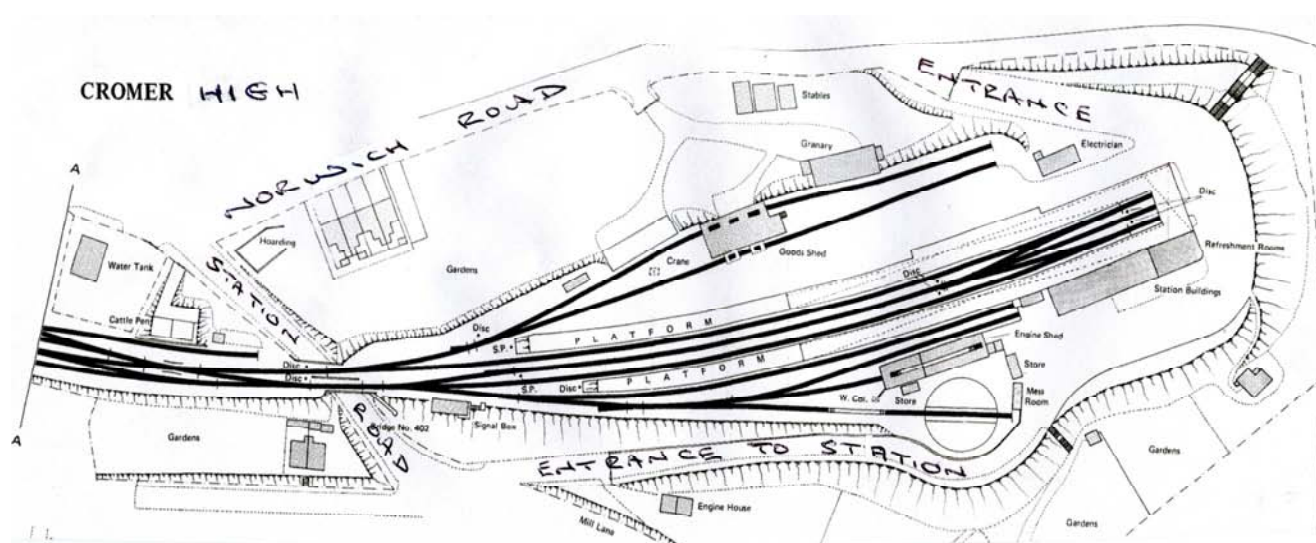 CROMER HIGH
NORWICH ROAD
ENTRANCE
Stables
Granary
Electrician
A
Hoarding
Water Tank
STATION
Gardens
Crane
Goods Shed
Disc
Disc
Refreshment Rooms
Station Buildings
Cattle Pen
Disc
S.P.
PLATFORM
Engine Shed
Disc
Disc
S.P.
Disc
PLATFORM
Store
W. Col.
Store
Mess
Room
A
Gardens
ROAD
Bridge No. 402
Signal Box
ENTRANCE TO STATION
Gardens
Engine House
Mill Lane
Gardens